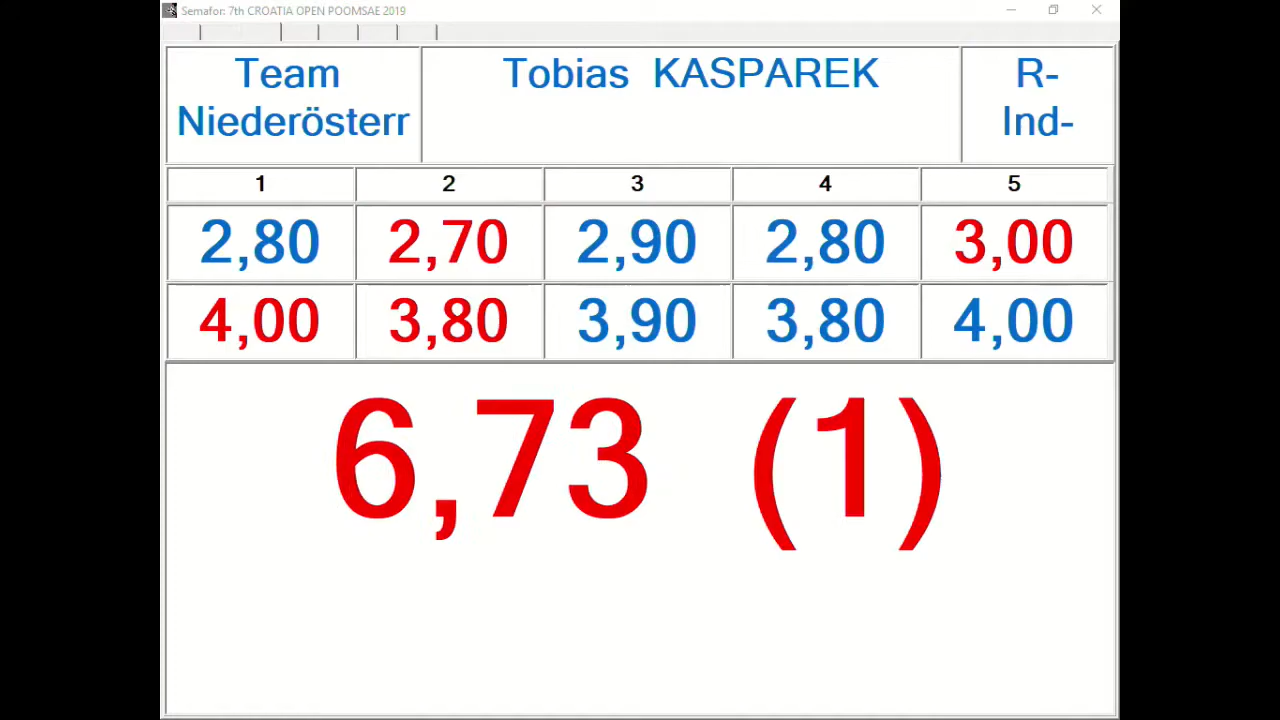 Semafor: 7th CROATIA OPEN POOMSAE 2019
Team Tobias KASPAREK R-
Niederösterr Ind-
1 2 3 4 5
2,80 2,70 2,90 2,80 3,00
4,00 3,80 3,90 3,80 4,00
6,73 (1)